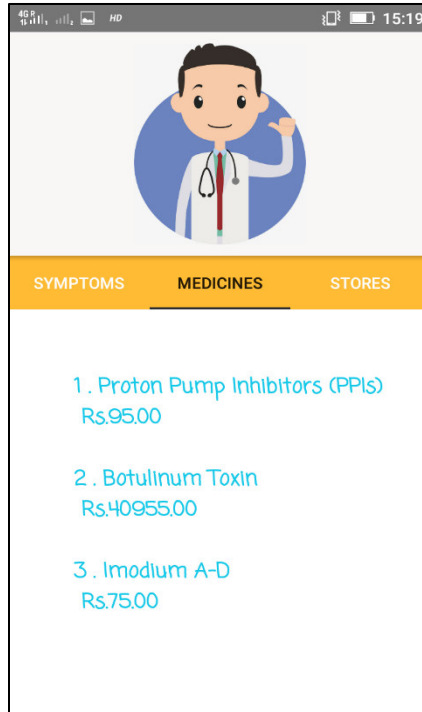 4G R HD 15:19
SYMPTOMS MEDICINES STORES
1 . Proton Pump Inhibitors (PPIs)
Rs.95.00
2 . Botulinum Toxin
Rs.40955.00
3 . Imodium A-D
Rs.75.00